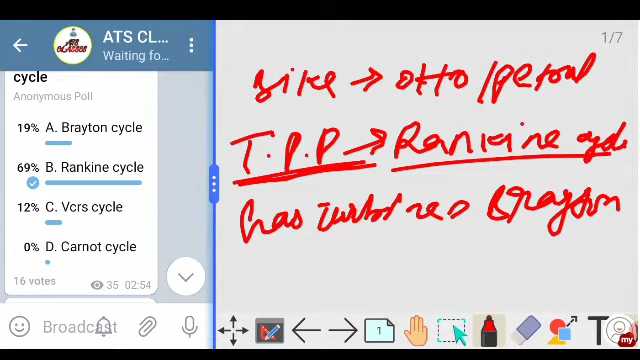 ATS CL...
Waiting fo...
cycle
Anonymous Poll
19% A. Brayton cycle
69% B. Rankine cycle
12% C. Vcrs cycle
0% D. Carnot cycle
16 votes 35 02:54
Broadcast
1/7
Bike → Otto/petrol
T.P.P → Rankine cycle
Gas turbine → Brayton
1
T
my